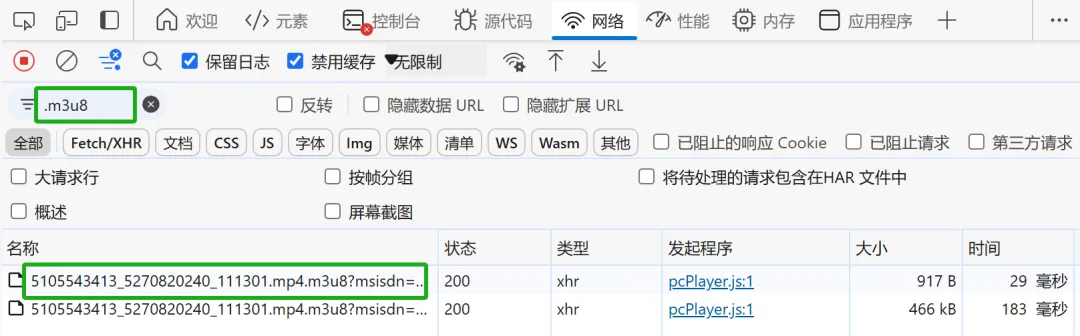 欢迎 元素 控制台 源代码 网络 性能 内存 应用程序
保留日志 禁用缓存 无限制
.m3u8 反转 隐藏数据 URL 隐藏扩展 URL
全部 Fetch/XHR 文档 CSS JS 字体 Img 媒体 清单 WS Wasm 其他 已阻止的响应 Cookie 已阻止请求 第三方请求
大请求行 按帧分组 将待处理的请求包含在HAR 文件中
概述 屏幕截图
名称 状态 类型 发起程序 大小 时间
5105543413_5270820240_111301.mp4.m3u8?msisdn=... 200 xhr pcPlayer.js:1 917 B 29 毫秒
5105543413_5270820240_111301.mp4.m3u8?msisdn=... 200 xhr pcPlayer.js:1 466 kB 183 毫秒